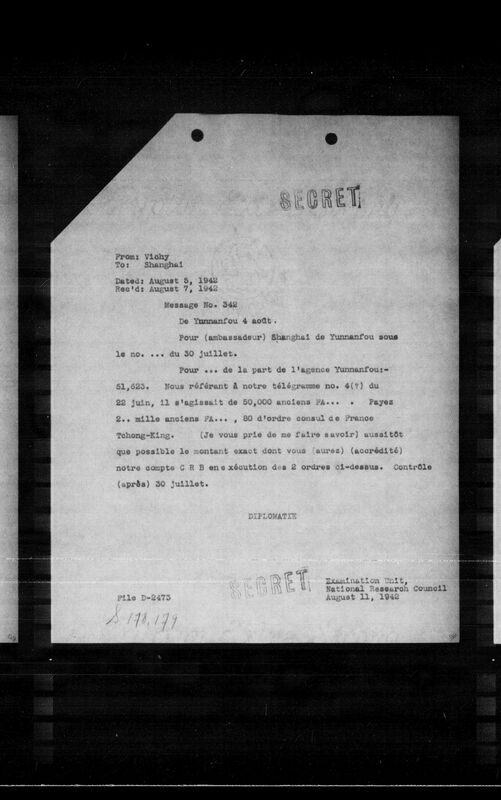 SECRET
From: Vichy
To: Shanghai
Dated: August 5, 1942
Rec'd: August 7, 1942
Message No. 342
De Yunnanfou 4 août.
Pour (ambassadeur) Shanghai de Yunnanfou sous
le no. ... du 30 juillet.
Pour ... de la part de l'agence Yunnanfou:-
51,623. Nous référant à notre télégramme no. 4(?) du
22 juin, il s'agissait de 50,000 anciens FA... . Payez
2.. mille anciens FA... , 80 d'ordre consul de France
Tchong-King. (Je vous prie de me faire savoir) aussitôt
que possible le montant exact dont vous (aurez) (accrédité)
notre compte C R B en exécution des 2 ordres ci-dessus. Contrôle
(après) 30 juillet.
DIPLOMATIE
SECRET
Examination Unit,
National Research Council
August 11, 1942
File D-2473
S 178,179